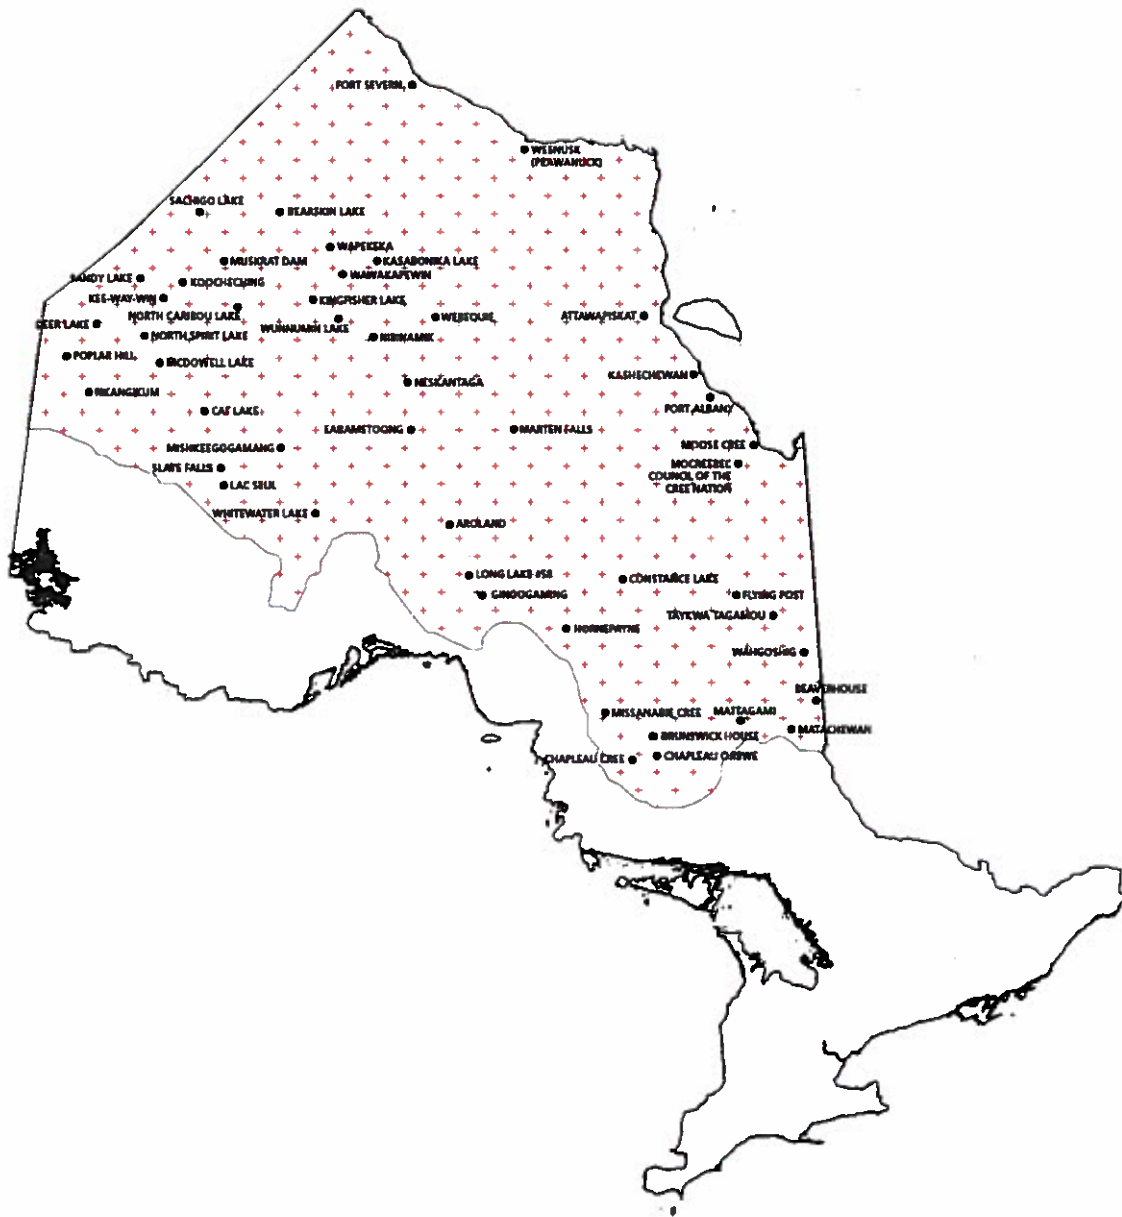 FORT SEVERN
WEENUSK
(PEAWANUCK)
SACHIGO LAKE
BEARSKIN LAKE
WAPEKEKA
MUSKRAT DAM
KASABONIKA LAKE
SANDY LAKE
KOOCHECHING
WAWAKAPEWIN
KEE-WAY-WIN
KINGFISHER LAKE
NORTH CARIBOU LAKE
WEBEQUIE
ATTAWAPISKAT
DEER LAKE
WUNNUMIN LAKE
NORTH SPIRIT LAKE
NIBINAMIK
POPLAR HILL
MCDOWELL LAKE
KASHECHEWAN
NESKANTAGA
PIKANGIKUM
FORT ALBANY
CAT LAKE
EABAMETOONG
MARTEN FALLS
MISHKEEGOGAMANG
MOOSE CREE
SLATE FALLS
MOCREEBEC
COUNCIL OF THE
CREE NATION
LAC SEUL
WHITEWATER LAKE
AROLAND
LONG LAKE #58
CONSTANCE LAKE
GINOOGAMING
FLYING POST
TAYKWA TAGAMOU
HORNEPAYNE
WAHGOSHIG
BEAVERHOUSE
MISSANABIE CREE
MATTAGAMI
MATACHEWAN
BRUNSWICK HOUSE
CHAPLEAU CREE
CHAPLEAU OJIBWE